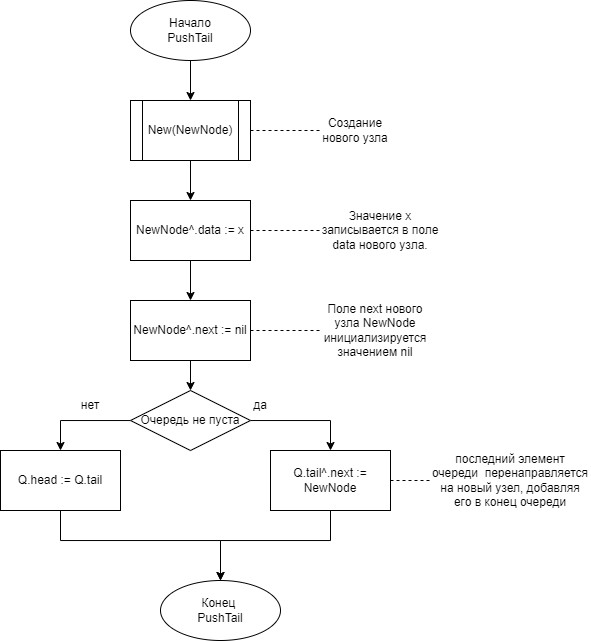 Начало
PushTail
New(NewNode)
Создание
нового узла
NewNode^.data := x
Значение x
записывается в поле
data нового узла.
NewNode^.next := nil
Поле next нового
узла NewNode
инициализируется
значением nil
нет
Очередь не пуста
да
Q.head := Q.tail
Q.tail^.next :=
NewNode
последний элемент
очереди перенаправляется
на новый узел, добавляя
его в конец очереди
Конец
PushTail